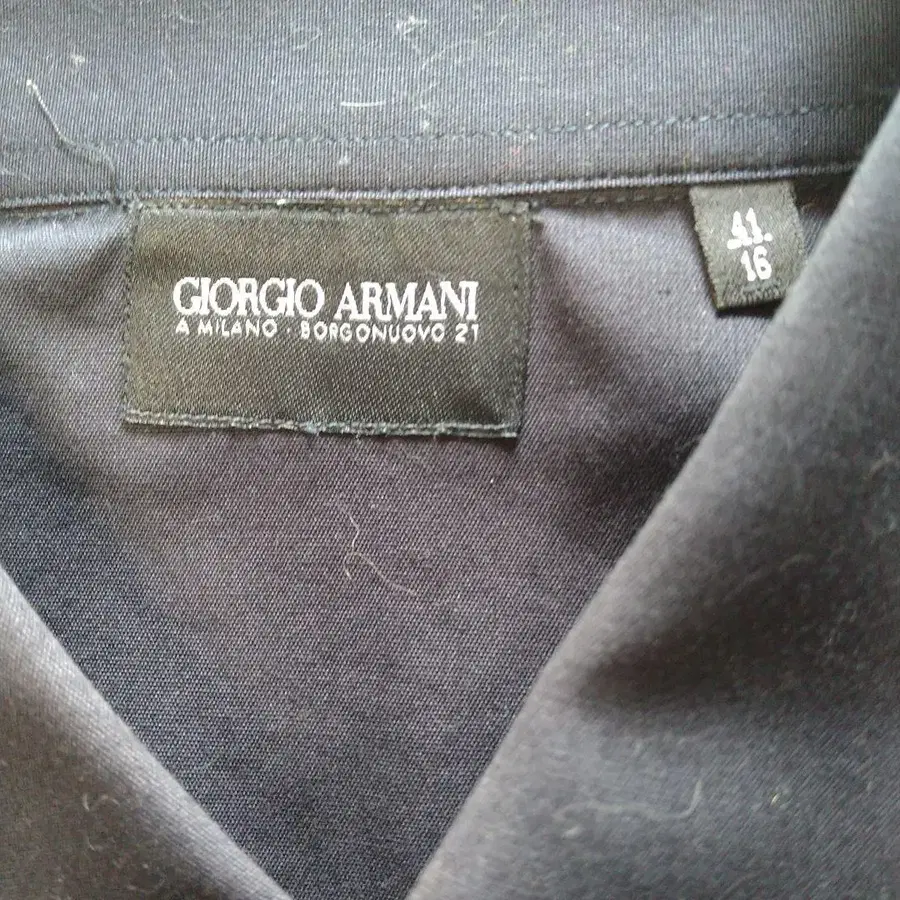 GIORGIO ARMANI
A MILANO · BORGONUOVO 21
41
16